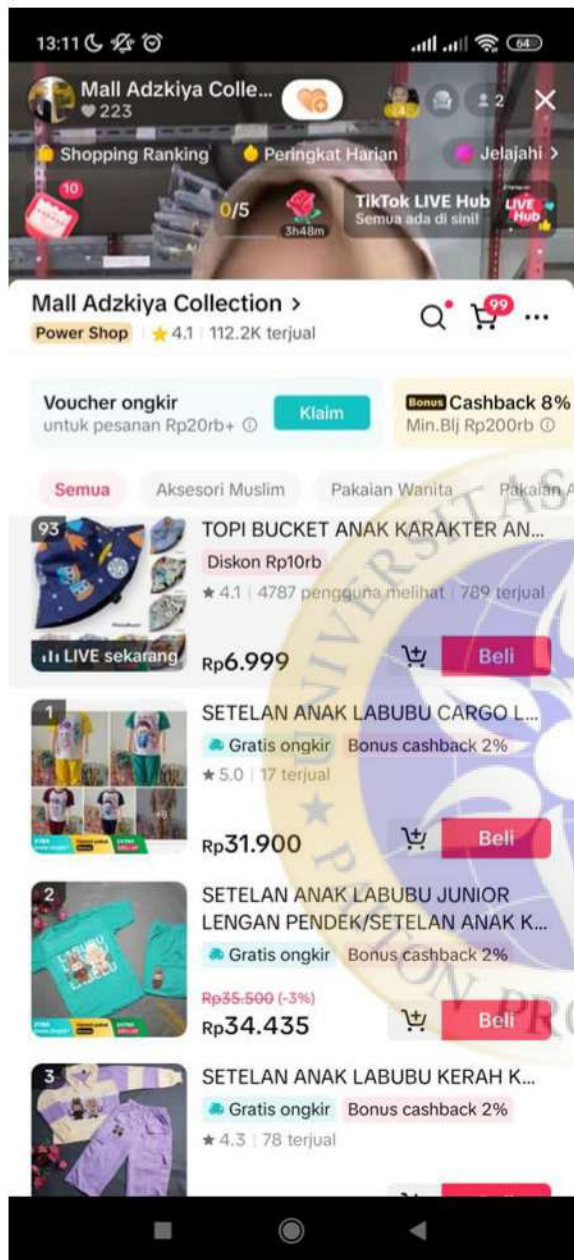 13:11
64
Mall Adzkiya Colle...
223
2
Shopping Ranking
Peringkat Harian
Jelajahi >
10
0/5
3h48m
TikTok LIVE Hub
Semua ada di sini!
LIVE
Hub
Mall Adzkiya Collection >
99
Power Shop 4.1 112.2K terjual
Voucher ongkir
untuk pesanan Rp20rb+
Klaim
Bonus Cashback 8%
Min.Blj Rp200rb
Semua
Aksesori Muslim
Pakaian Wanita
Pakaian A
93
TOPI BUCKET ANAK KARAKTER AN...
Diskon Rp10rb
4.1 | 4787 pengguna melihat | 789 terjual
LIVE sekarang
Rp6.999
Beli
1
SETELAN ANAK LABUBU CARGO L...
Gratis ongkir Bonus cashback 2%
5.0 | 17 terjual
Rp31.900
Beli
2
SETELAN ANAK LABUBU JUNIOR
LENGAN PENDEK/SETELAN ANAK K...
Gratis ongkir Bonus cashback 2%
LABUBU
Rp35.500 (-3%)
Rp34.435
Beli
3
SETELAN ANAK LABUBU KERAH K...
Gratis ongkir Bonus cashback 2%
4.3 | 78 terjual
UNIVERSITAS
PAITON PRO